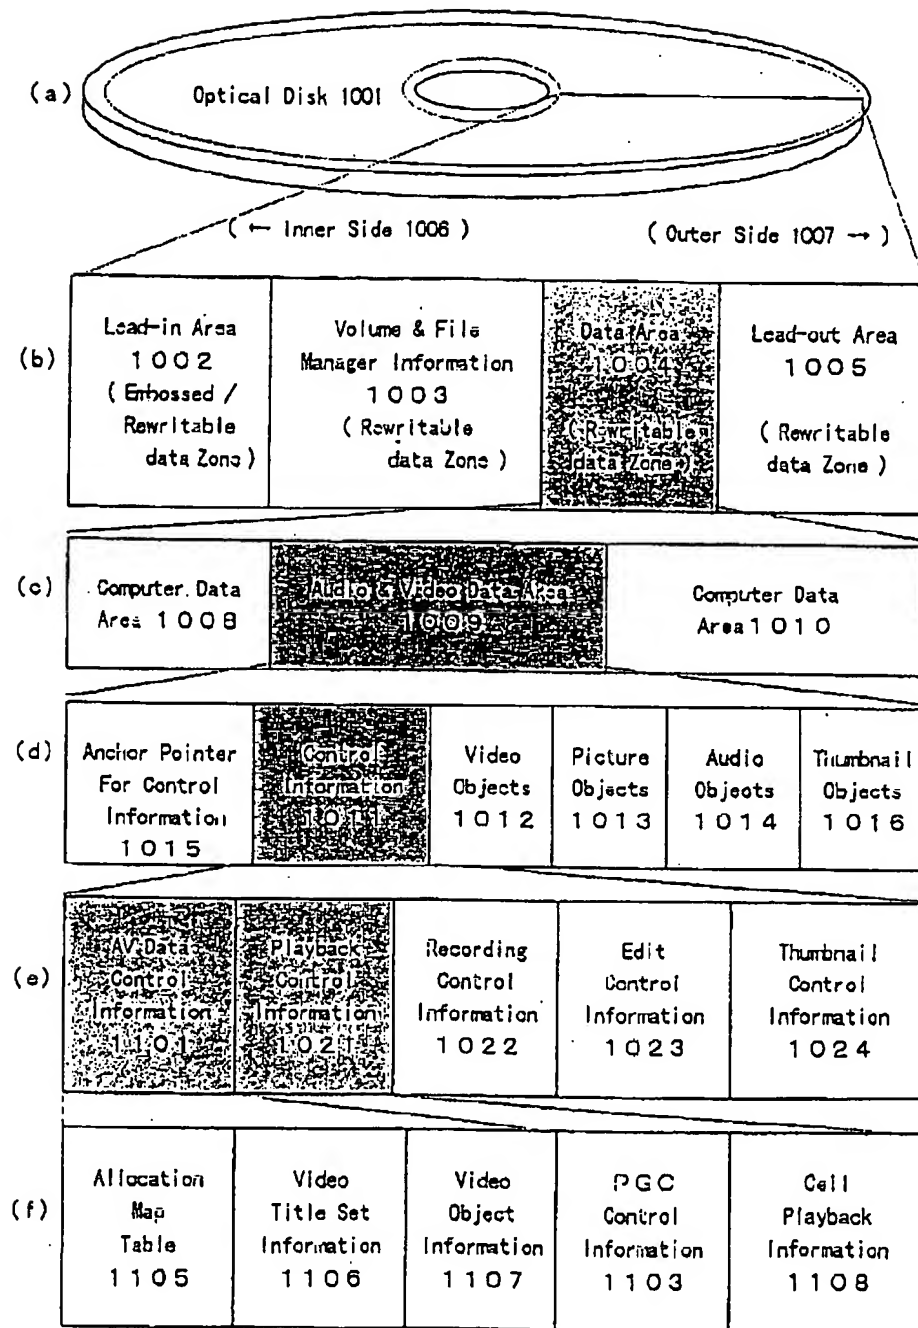 (a)
Optical Disk 1001
( ← Inner Side 1006 )
( Outer Side 1007 → )
(b)
Lead-in Area
1002
( Embossed /
Rewritable
data Zone )
Volume & File
Manager Information
1003
( Rewritable
data Zone )
Data Area
1004
( Rewritable
data Zone )
Lead-out Area
1005
( Rewritable
data Zone )
(c)
Computer Data
Area 1008
Audio & Video Data Area
1009
Computer Data
Area 1010
(d)
Anchor Pointer
For Control
Information
1015
Control
Information
1011
Video
Objects
1012
Picture
Objects
1013
Audio
Objects
1014
Thumbnail
Objects
1016
(e)
AV Data
Control
Information
1101
Playback
Control
Information
1021
Recording
Control
Information
1022
Edit
Control
Information
1023
Thumbnail
Control
Information
1024
(f)
Allocation
Map
Table
1105
Video
Title Set
Information
1106
Video
Object
Information
1107
PGC
Control
Information
1103
Cell
Playback
Information
1108